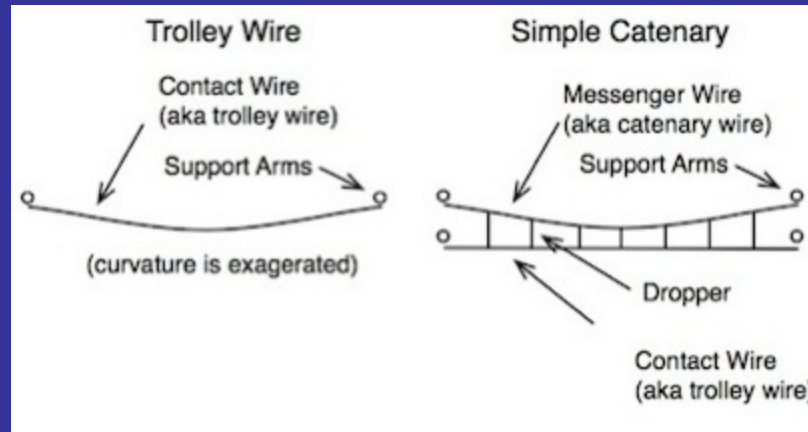 Trolley Wire
Contact Wire
(aka trolley wire)
Support Arms
(curvature is exagerated)
Simple Catenary
Messenger Wire
(aka catenary wire)
Support Arms
Dropper
Contact Wire
(aka trolley wire)